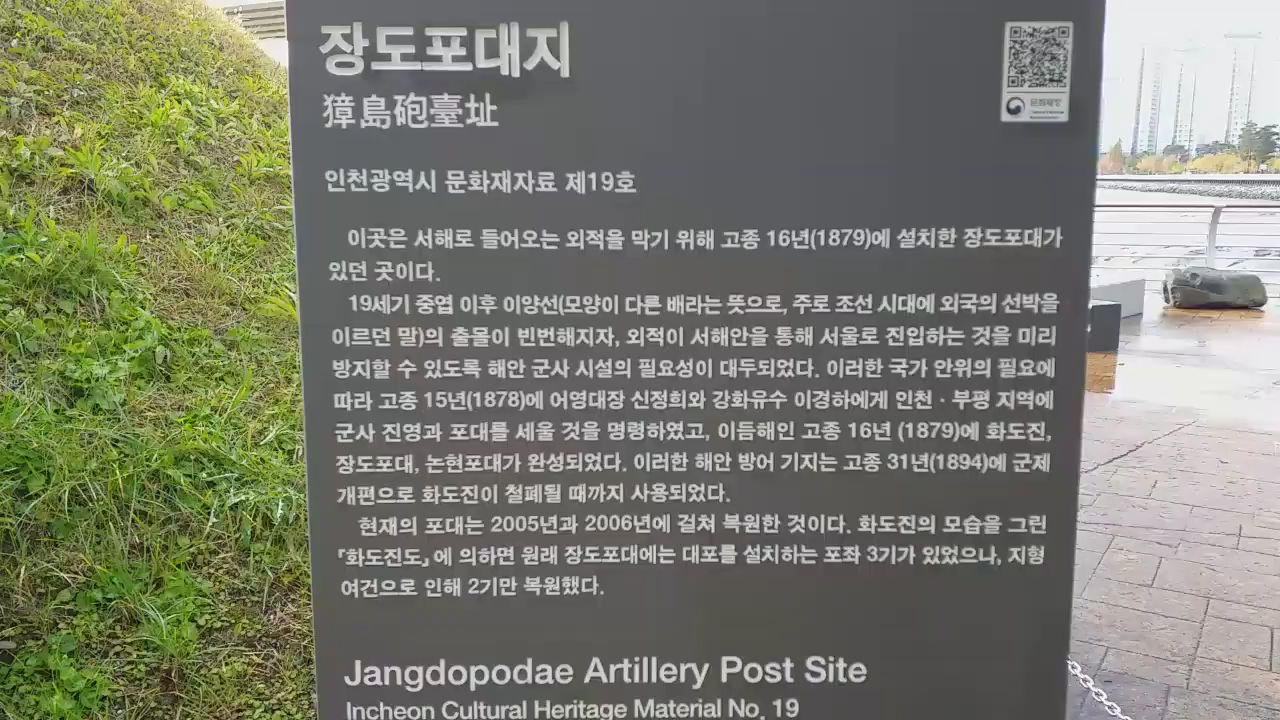 장도포대지
獐島砲臺址
문화재청
인천광역시 문화재자료 제19호
이곳은 서해로 들어오는 외적을 막기 위해 고종 16년(1879)에 설치한 장도포대가
있던 곳이다.
19세기 중엽 이후 이양선(모양이 다른 배라는 뜻으로, 주로 조선 시대에 외국의 선박을
이르던 말)의 출몰이 빈번해지자, 외적이 서해안을 통해 서울로 진입하는 것을 미리
방지할 수 있도록 해안 군사 시설의 필요성이 대두되었다. 이러한 국가 안위의 필요에
따라 고종 15년(1878)에 어영대장 신정희와 강화유수 이경하에게 인천 · 부평 지역에
군사 진영과 포대를 세울 것을 명령하였고, 이듬해인 고종 16년 (1879)에 화도진,
장도포대, 논현포대가 완성되었다. 이러한 해안 방어 기지는 고종 31년(1894)에 군제
개편으로 화도진이 철폐될 때까지 사용되었다.
현재의 포대는 2005년과 2006년에 걸쳐 복원한 것이다. 화도진의 모습을 그린
「화도진도」에 의하면 원래 장도포대에는 대포를 설치하는 포좌 3기가 있었으나, 지형
여건으로 인해 2기만 복원했다.
Jangdopodae Artillery Post Site
Incheon Cultural Heritage Material No. 19